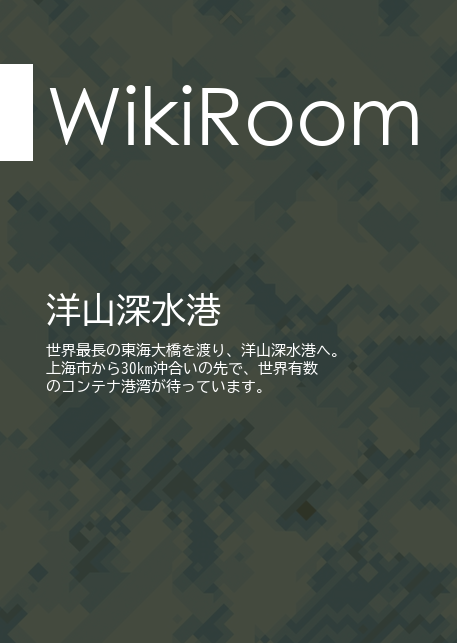 WikiRoom
洋山深水港
世界最長の東海大橋を渡り、洋山深水港へ。
上海市から30km沖合いの先で、世界有数
のコンテナ港湾が待っています。